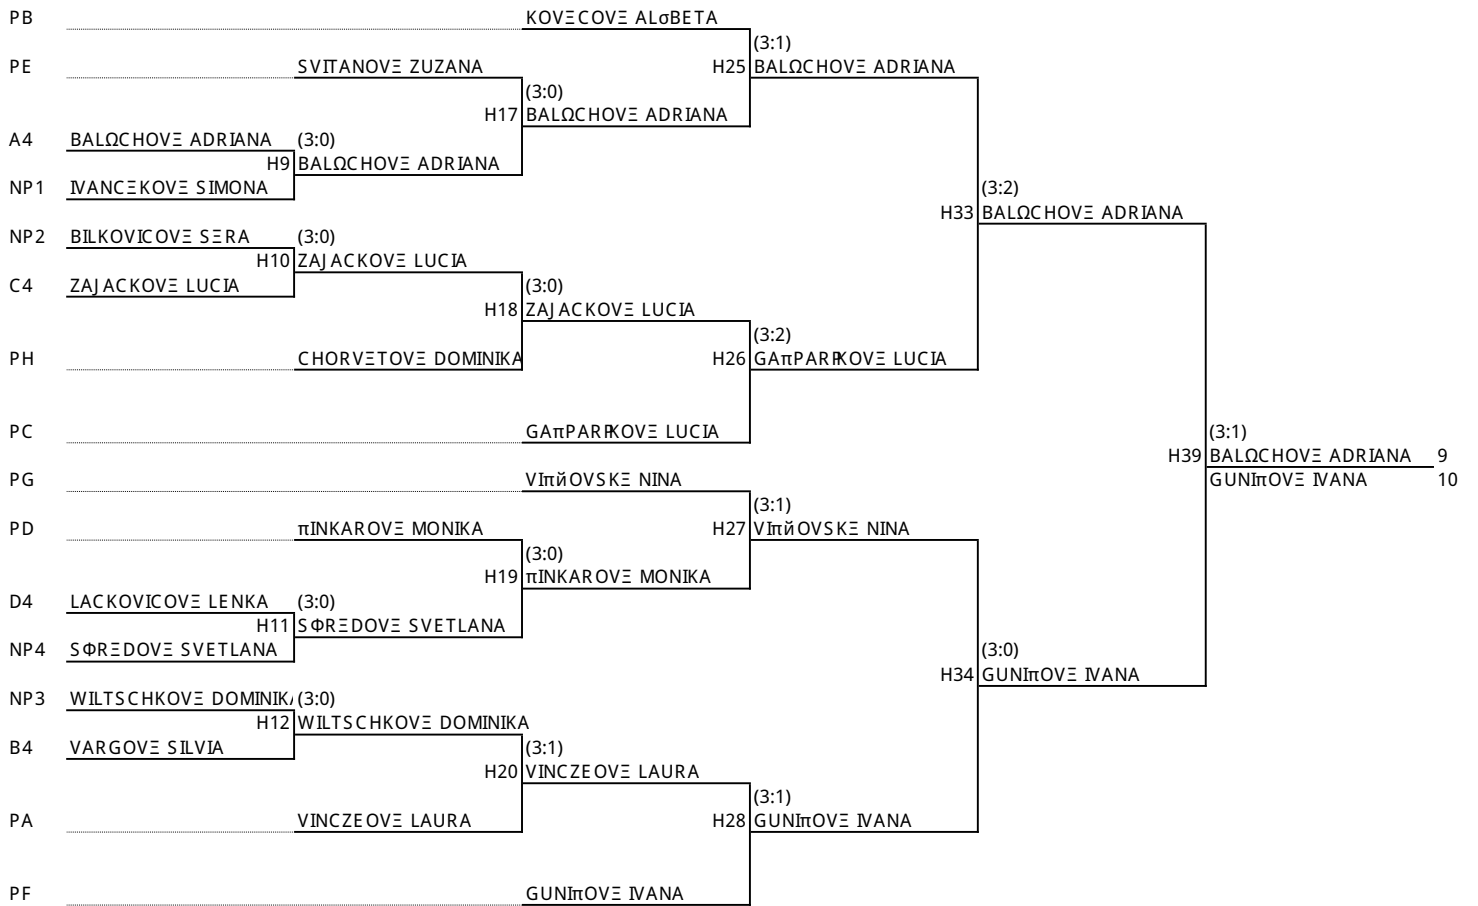 PB KOVΞCOVΞ ALσBETA
(3:1)
PE SVITANOVΞ ZUZANA H25 BALΩCHOVΞ ADRIANA
(3:0)
H17 BALΩCHOVΞ ADRIANA
A4 BALΩCHOVΞ ADRIANA (3:0)
H9 BALΩCHOVΞ ADRIANA
NP1 IVANCΞKOVΞ SIMONA (3:2)
H33 BALΩCHOVΞ ADRIANA
NP2 BILKOVICOVΞ SΞRA (3:0)
H10 ZAJACKOVΞ LUCIA
C4 ZAJACKOVΞ LUCIA (3:0)
H18 ZAJACKOVΞ LUCIA
(3:2)
PH CHORVΞTOVΞ DOMINIKA H26 GAπPARΡKOVΞ LUCIA
PC GAπPARΡKOVΞ LUCIA (3:1)
H39 BALΩCHOVΞ ADRIANA 9
PG VIπйOVSKΞ NINA GUNIπOVΞ IVANA 10
(3:1)
PD πINKAROVΞ MONIKA H27 VIπйOVSKΞ NINA
(3:0)
H19 πINKAROVΞ MONIKA
D4 LACKOVICOVΞ LENKA (3:0)
H11 SΦRΞDOVΞ SVETLANA
NP4 SΦRΞDOVΞ SVETLANA (3:0)
H34 GUNIπOVΞ IVANA
NP3 WILTSCHKOVΞ DOMINIKA (3:0)
H12 WILTSCHKOVΞ DOMINIKA
B4 VARGOVΞ SILVIA (3:1)
H20 VINCZEOVΞ LAURA
(3:1)
PA VINCZEOVΞ LAURA H28 GUNIπOVΞ IVANA
PF GUNIπOVΞ IVANA